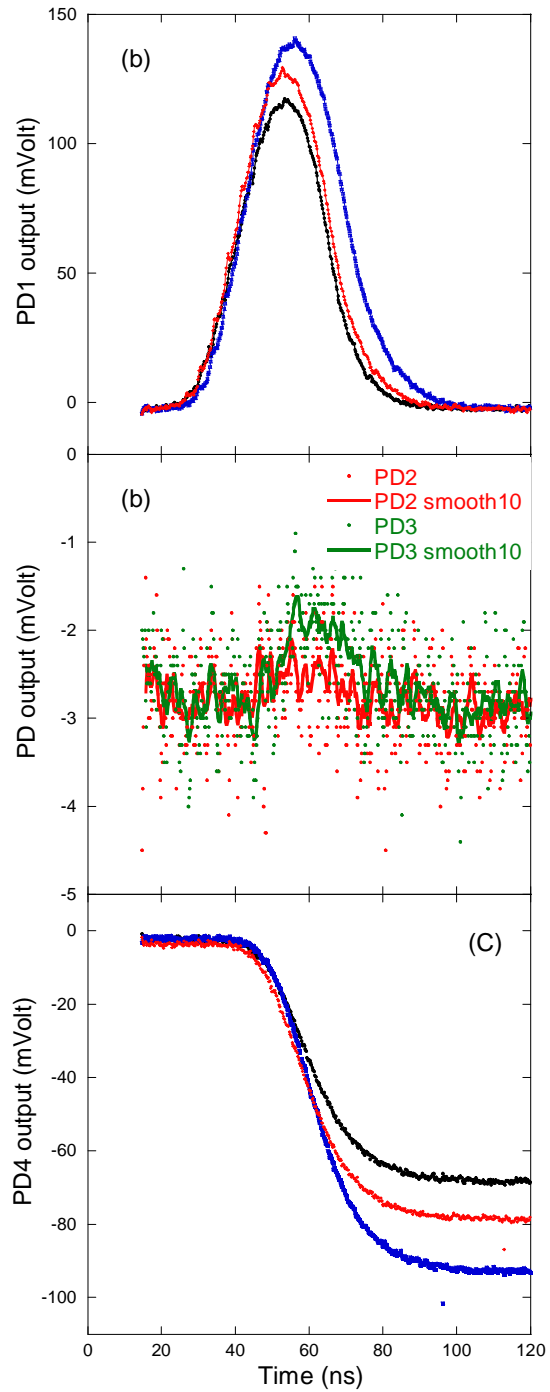 150
(b)
100
PD1 output (mVolt)
50
0
0
(b)
PD2
PD2 smooth10
PD3
PD3 smooth10
-1
-2
PD output (mVolt)
-3
-4
-5
0
(C)
-20
-40
PD4 output (mVolt)
-60
-80
-100
0 20 40 60 80 100 120
Time (ns)